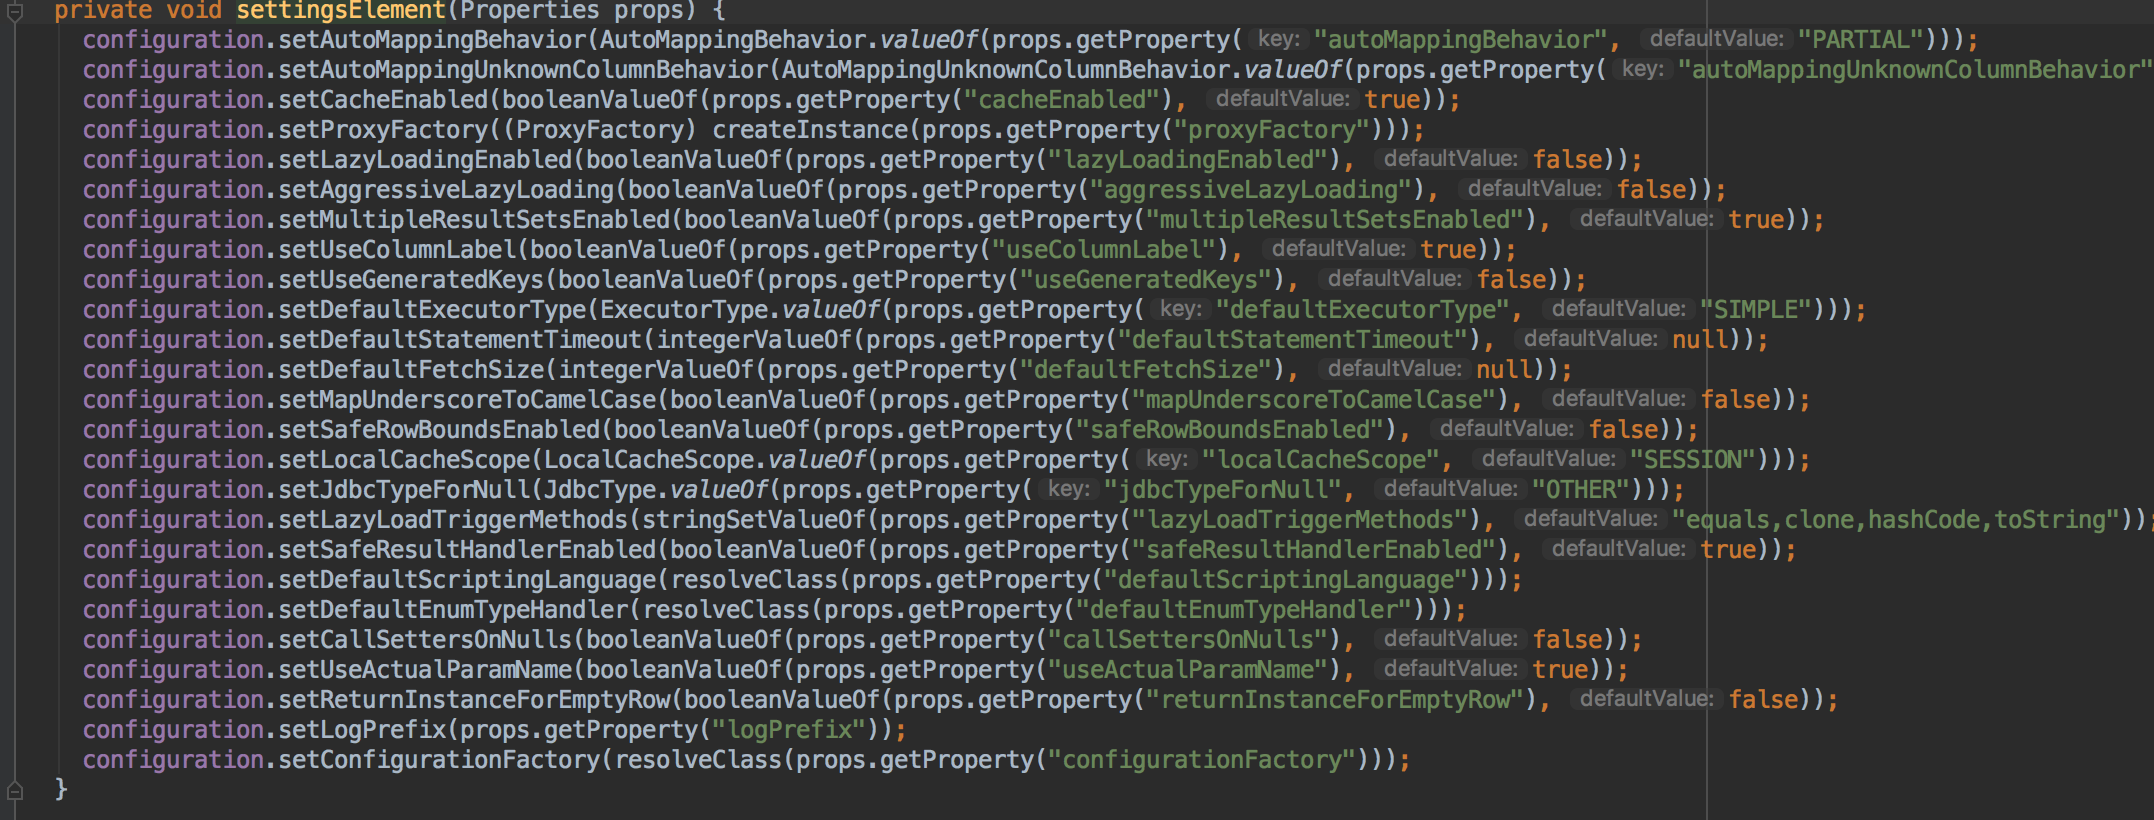 private void settingsElement(Properties props) {
configuration.setAutoMappingBehavior(AutoMappingBehavior.valueOf(props.getProperty( key: "autoMappingBehavior", defaultValue: "PARTIAL")));
configuration.setAutoMappingUnknownColumnBehavior(AutoMappingUnknownColumnBehavior.valueOf(props.getProperty( key: "autoMappingUnknownColumnBehavior"
configuration.setCacheEnabled(booleanValueOf(props.getProperty("cacheEnabled"), defaultValue: true));
configuration.setProxyFactory((ProxyFactory) createInstance(props.getProperty("proxyFactory")));
configuration.setLazyLoadingEnabled(booleanValueOf(props.getProperty("lazyLoadingEnabled"), defaultValue: false));
configuration.setAggressiveLazyLoading(booleanValueOf(props.getProperty("aggressiveLazyLoading"), defaultValue: false));
configuration.setMultipleResultSetsEnabled(booleanValueOf(props.getProperty("multipleResultSetsEnabled"), defaultValue: true));
configuration.setUseColumnLabel(booleanValueOf(props.getProperty("useColumnLabel"), defaultValue: true));
configuration.setUseGeneratedKeys(booleanValueOf(props.getProperty("useGeneratedKeys"), defaultValue: false));
configuration.setDefaultExecutorType(ExecutorType.valueOf(props.getProperty( key: "defaultExecutorType", defaultValue: "SIMPLE")));
configuration.setDefaultStatementTimeout(integerValueOf(props.getProperty("defaultStatementTimeout"), defaultValue: null));
configuration.setDefaultFetchSize(integerValueOf(props.getProperty("defaultFetchSize"), defaultValue: null));
configuration.setMapUnderscoreToCamelCase(booleanValueOf(props.getProperty("mapUnderscoreToCamelCase"), defaultValue: false));
configuration.setSafeRowBoundsEnabled(booleanValueOf(props.getProperty("safeRowBoundsEnabled"), defaultValue: false));
configuration.setLocalCacheScope(LocalCacheScope.valueOf(props.getProperty( key: "localCacheScope", defaultValue: "SESSION")));
configuration.setJdbcTypeForNull(JdbcType.valueOf(props.getProperty( key: "jdbcTypeForNull", defaultValue: "OTHER")));
configuration.setLazyLoadTriggerMethods(stringSetValueOf(props.getProperty("lazyLoadTriggerMethods"), defaultValue: "equals,clone,hashCode,toString"));
configuration.setSafeResultHandlerEnabled(booleanValueOf(props.getProperty("safeResultHandlerEnabled"), defaultValue: true));
configuration.setDefaultScriptingLanguage(resolveClass(props.getProperty("defaultScriptingLanguage")));
configuration.setDefaultEnumTypeHandler(resolveClass(props.getProperty("defaultEnumTypeHandler")));
configuration.setCallSettersOnNulls(booleanValueOf(props.getProperty("callSettersOnNulls"), defaultValue: false));
configuration.setUseActualParamName(booleanValueOf(props.getProperty("useActualParamName"), defaultValue: true));
configuration.setReturnInstanceForEmptyRow(booleanValueOf(props.getProperty("returnInstanceForEmptyRow"), defaultValue: false));
configuration.setLogPrefix(props.getProperty("logPrefix"));
configuration.setConfigurationFactory(resolveClass(props.getProperty("configurationFactory")));
}